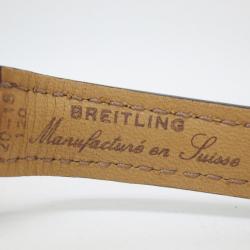 BREITLING
Manufacturé en Suisse
20-18
120